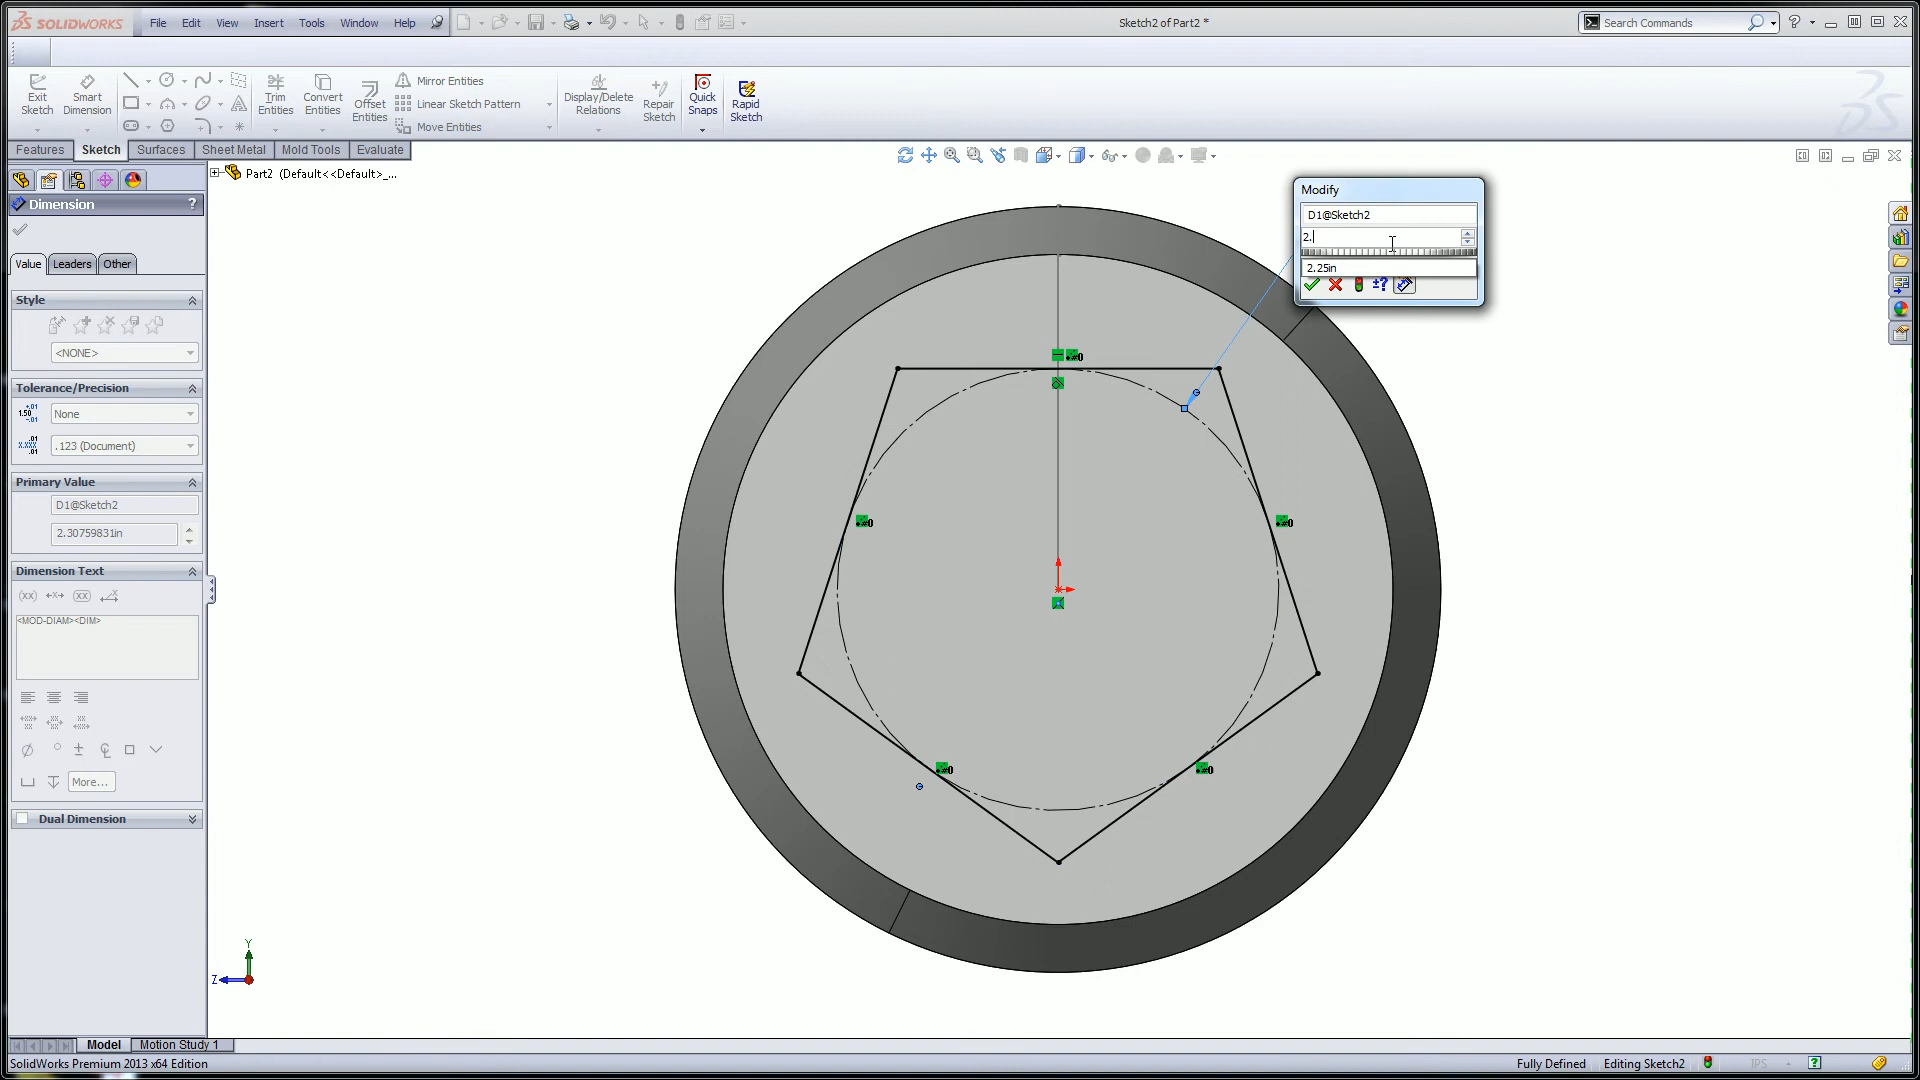 SOLIDWORKS File Edit View Insert Tools Window Help Sketch2 of Part2 * Search Commands
Exit Sketch Smart Dimension Trim Entities Convert Entities Offset Entities Mirror Entities Linear Sketch Pattern Move Entities Display/Delete Relations Repair Sketch Quick Snaps Rapid Sketch
Features Sketch Surfaces Sheet Metal Mold Tools Evaluate
Part2 (Default<<Default>_...
Dimension ?
Value Leaders Other
Style
<NONE>
Tolerance/Precision
None
.123 (Document)
Primary Value
D1@Sketch2
2.30759831in
Dimension Text
<MOD-DIAM><DIM>
More...
Dual Dimension
Modify
D1@Sketch2
2.
2.25in
Y
Z
Model Motion Study 1
SolidWorks Premium 2013 x64 Edition Fully Defined Editing Sketch2 IPS